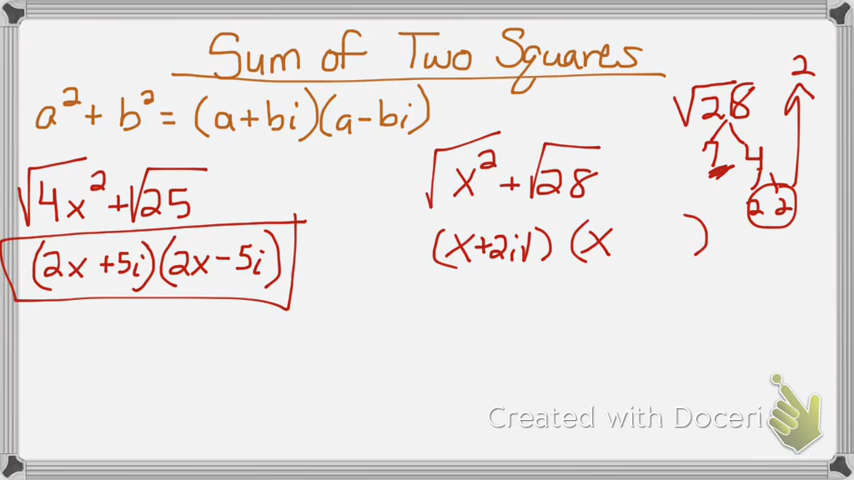 Sum of Two Squares
a² + b² = (a+bi)(a-bi)
√4x² + √25
(2x +5i)(2x - 5i)
√x² + √28
(x+2i√) (x )
√28
7 4
2 2
2
Created with Doceri